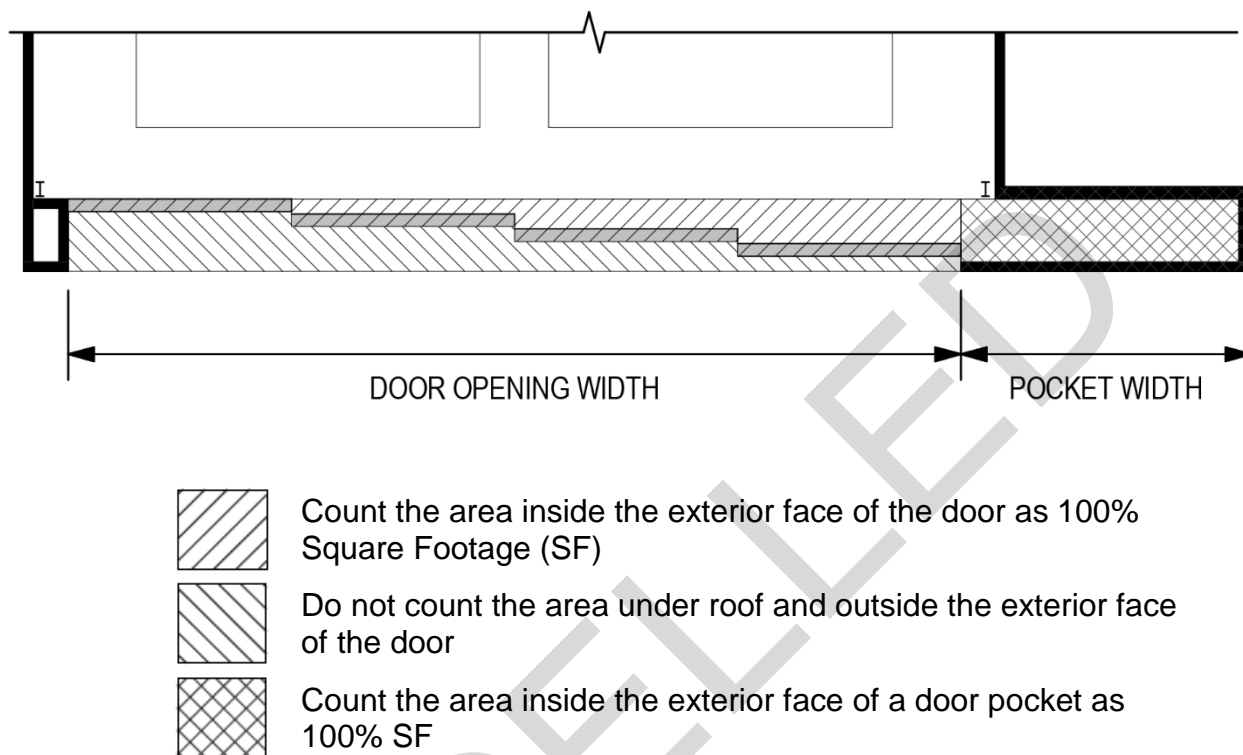 DOOR OPENING WIDTH
POCKET WIDTH
Count the area inside the exterior face of the door as 100%
Square Footage (SF)
Do not count the area under roof and outside the exterior face
of the door
Count the area inside the exterior face of a door pocket as
100% SF